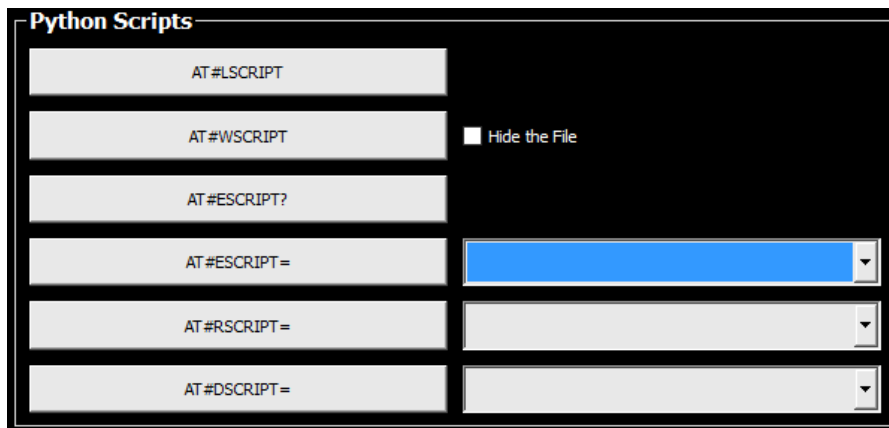 Python Scripts
AT#LSCRIPT
AT#WSCRIPT Hide the File
AT#ESCRIPT?
AT#ESCRIPT=
AT#RSCRIPT=
AT#DSCRIPT=